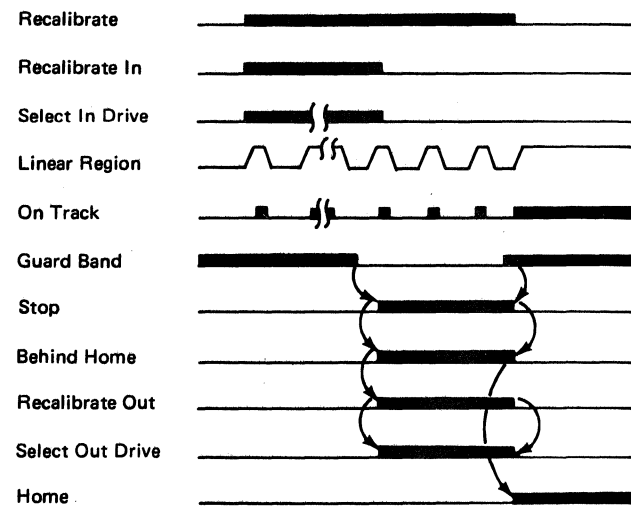 Recalibrate
Recalibrate In
Select In Drive
Linear Region
On Track
Guard Band
Stop
Behind Home
Recalibrate Out
Select Out Drive
Home